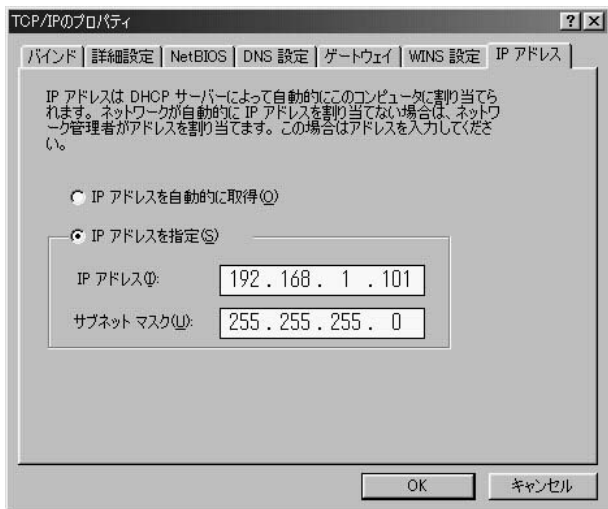 TCP/IPのプロパティ
バインド 詳細設定 NetBIOS DNS 設定 ゲートウェイ WINS 設定 IP アドレス
IP アドレスは DHCP サーバーによって自動的にこのコンピュータに割り当てら
れます。ネットワークが自動的に IP アドレスを割り当てない場合は、ネットワ
ーク管理者がアドレスを割り当てます。この場合はアドレスを入力してくださ
い。
IP アドレスを自動的に取得(O)
IP アドレスを指定(S)
IP アドレス(I): 192 . 168 . 1 . 101
サブネット マスク(U): 255 . 255 . 255 . 0
OK キャンセル